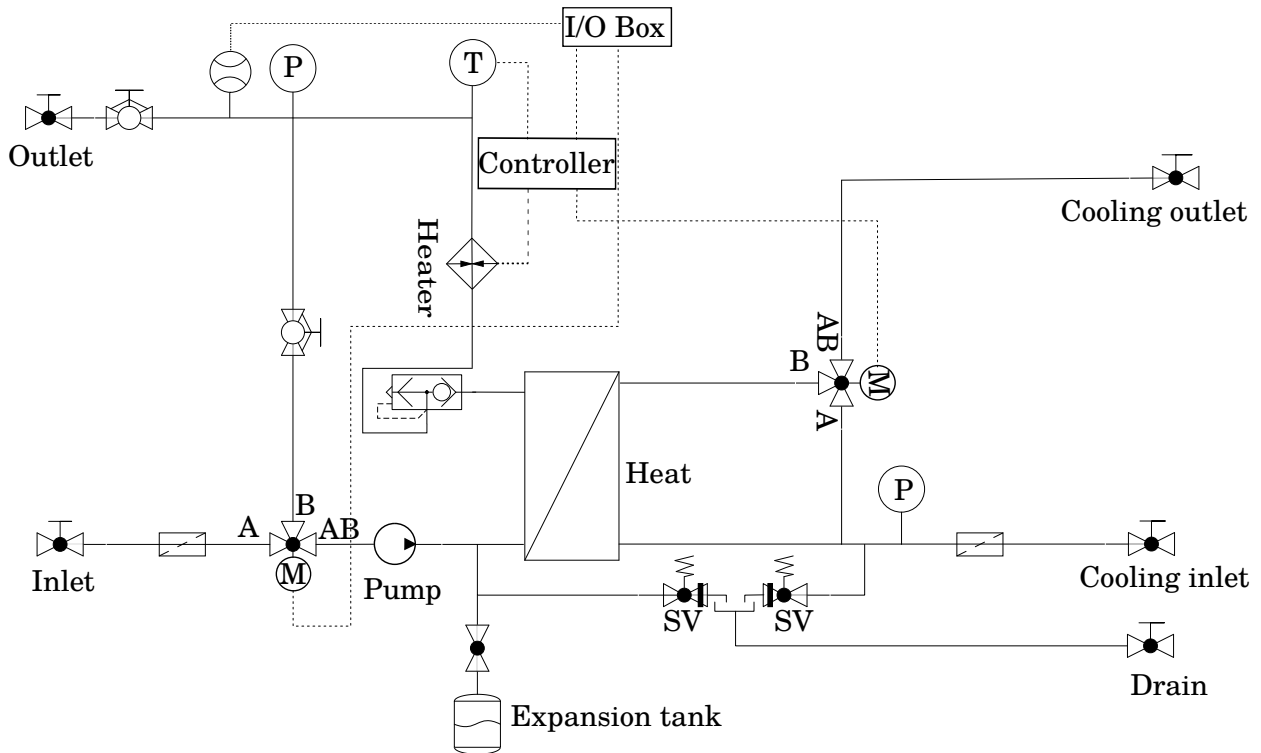 I/O Box
P
T
Outlet
Controller
Cooling outlet
Heater
AB
B
M
A
Heat
P
B
A
AB
Inlet
M
Pump
Cooling inlet
SV
SV
Drain
Expansion tank